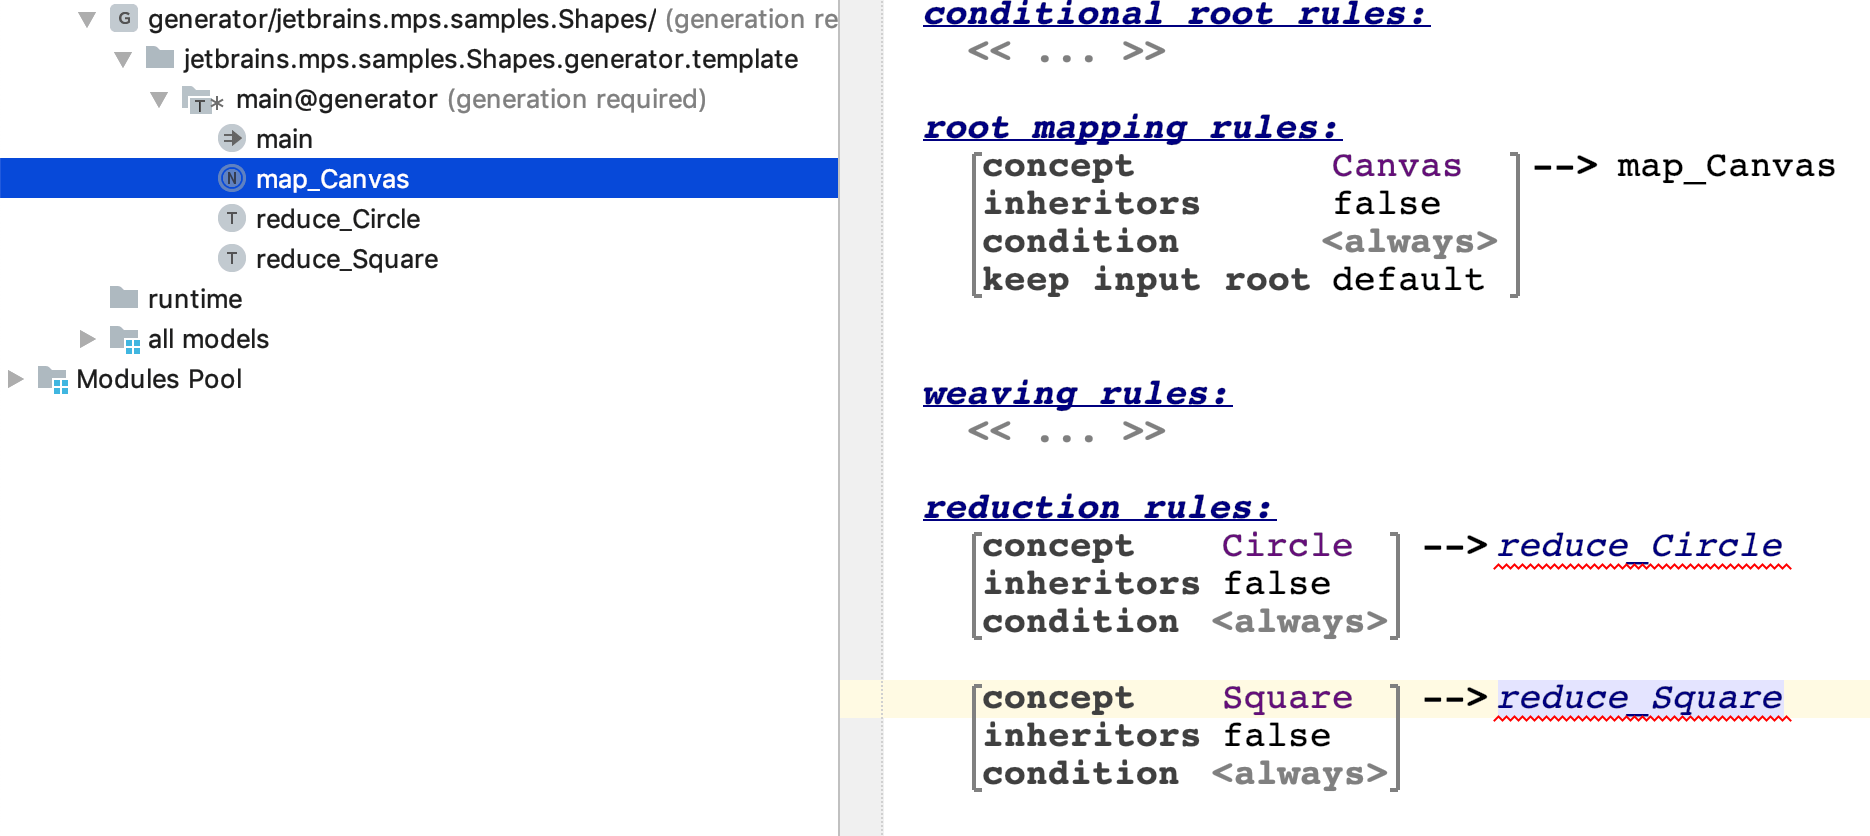 generator/jetbrains.mps.samples.Shapes/ (generation re
jetbrains.mps.samples.Shapes.generator.template
main@generator (generation required)
main
map_Canvas
reduce_Circle
reduce_Square
runtime
all models
Modules Pool
conditional root rules:
<< ... >>
root mapping rules:
concept Canvas --> map_Canvas
inheritors false
condition <always>
keep input root default
weaving rules:
<< ... >>
reduction rules:
concept Circle --> reduce_Circle
inheritors false
condition <always>
concept Square --> reduce_Square
inheritors false
condition <always>